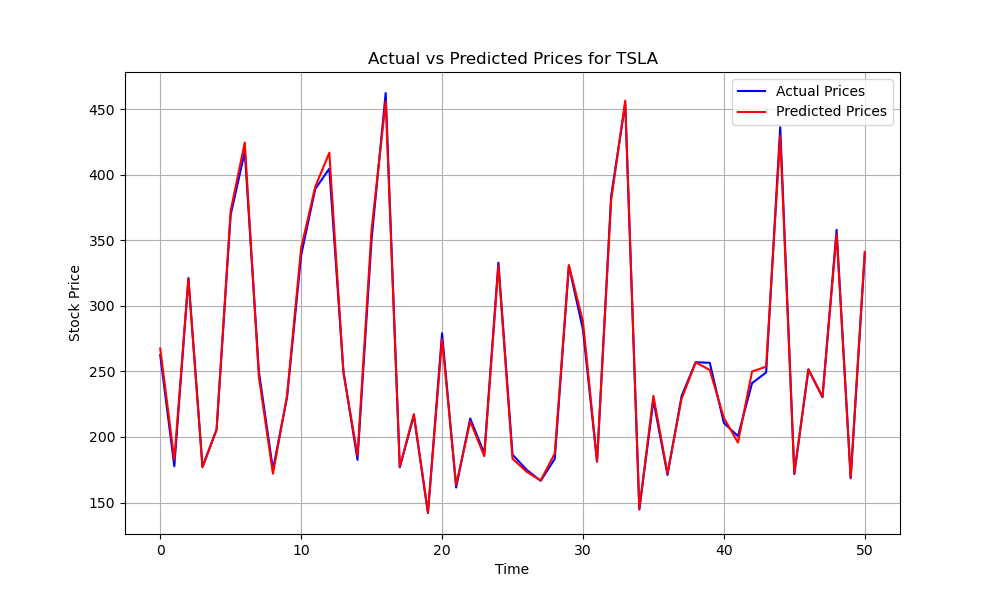 Actual vs Predicted Prices for TSLA
Actual Prices
Predicted Prices
450
400
350
300
250
200
150
Stock Price
0 10 20 30 40 50
Time